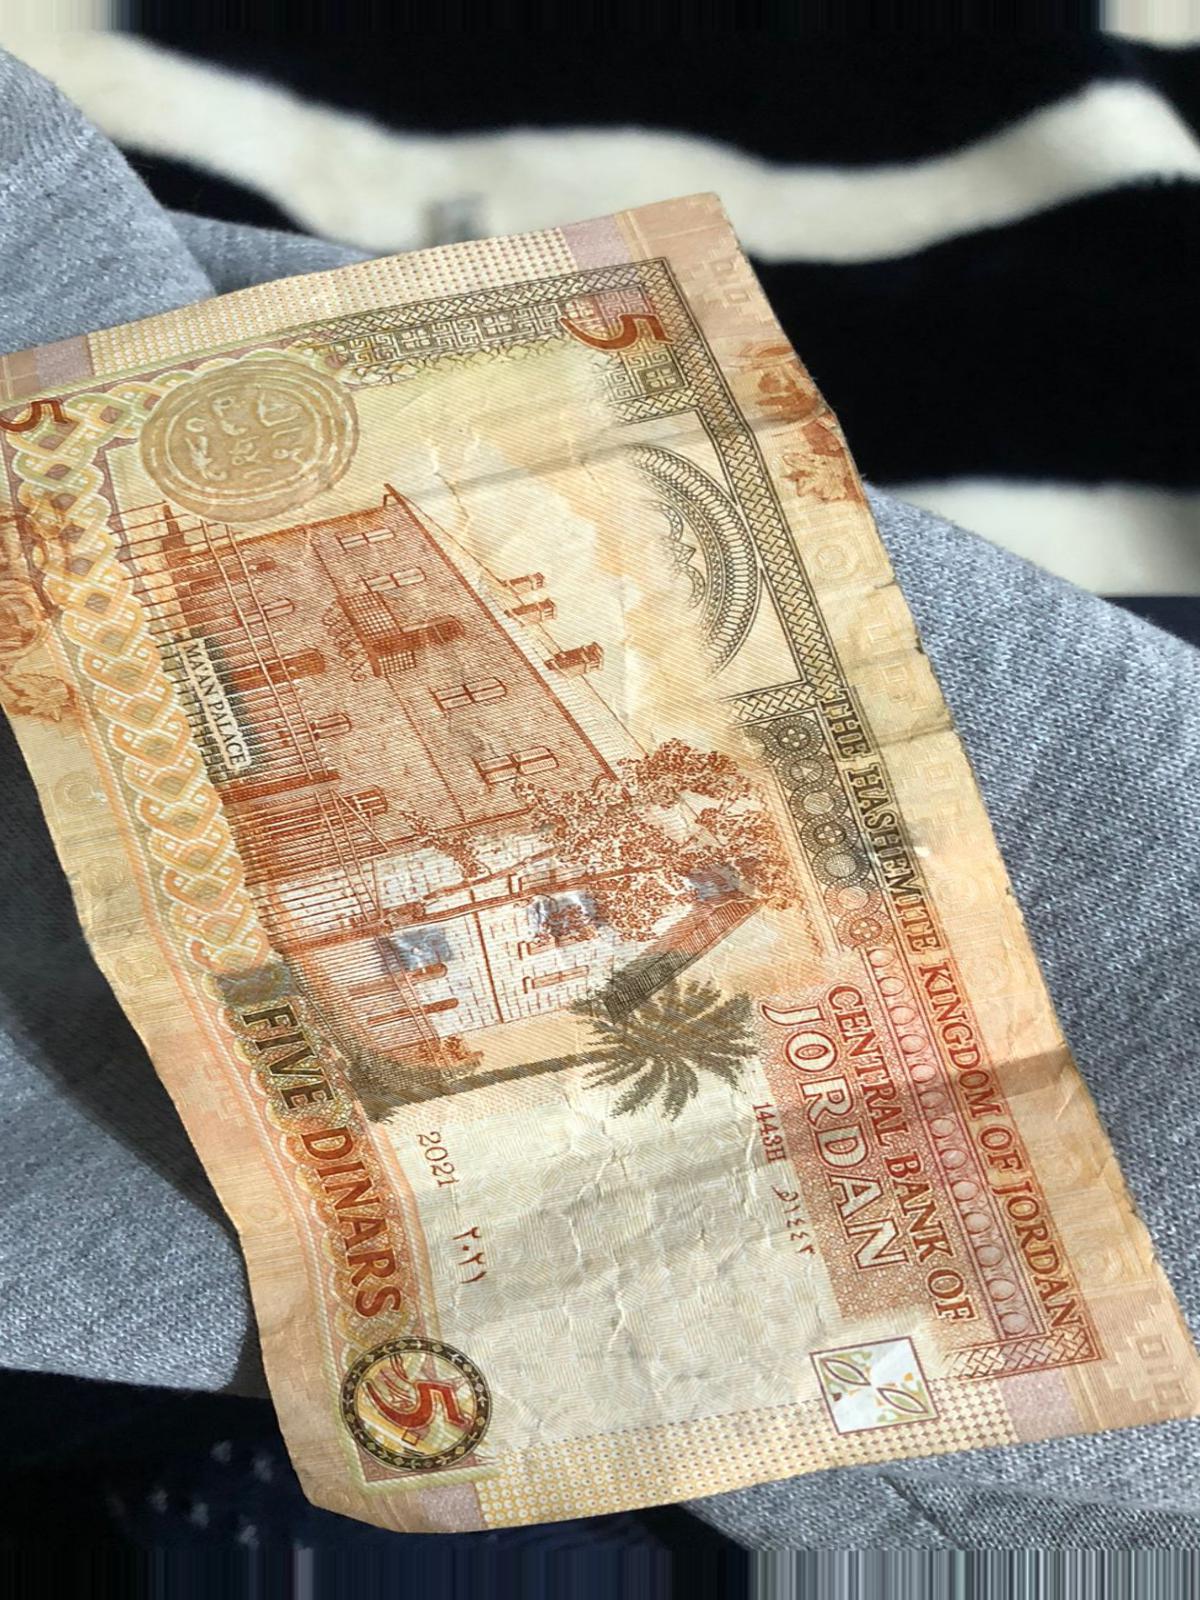 THE HASHEMITE KINGDOM OF JORDAN
CENTRAL BANK OF
JORDAN
1443H ١٤٤٣هـ
5
5
MA'AN PALACE
2021 ٢٠٢١
FIVE DINARS
5